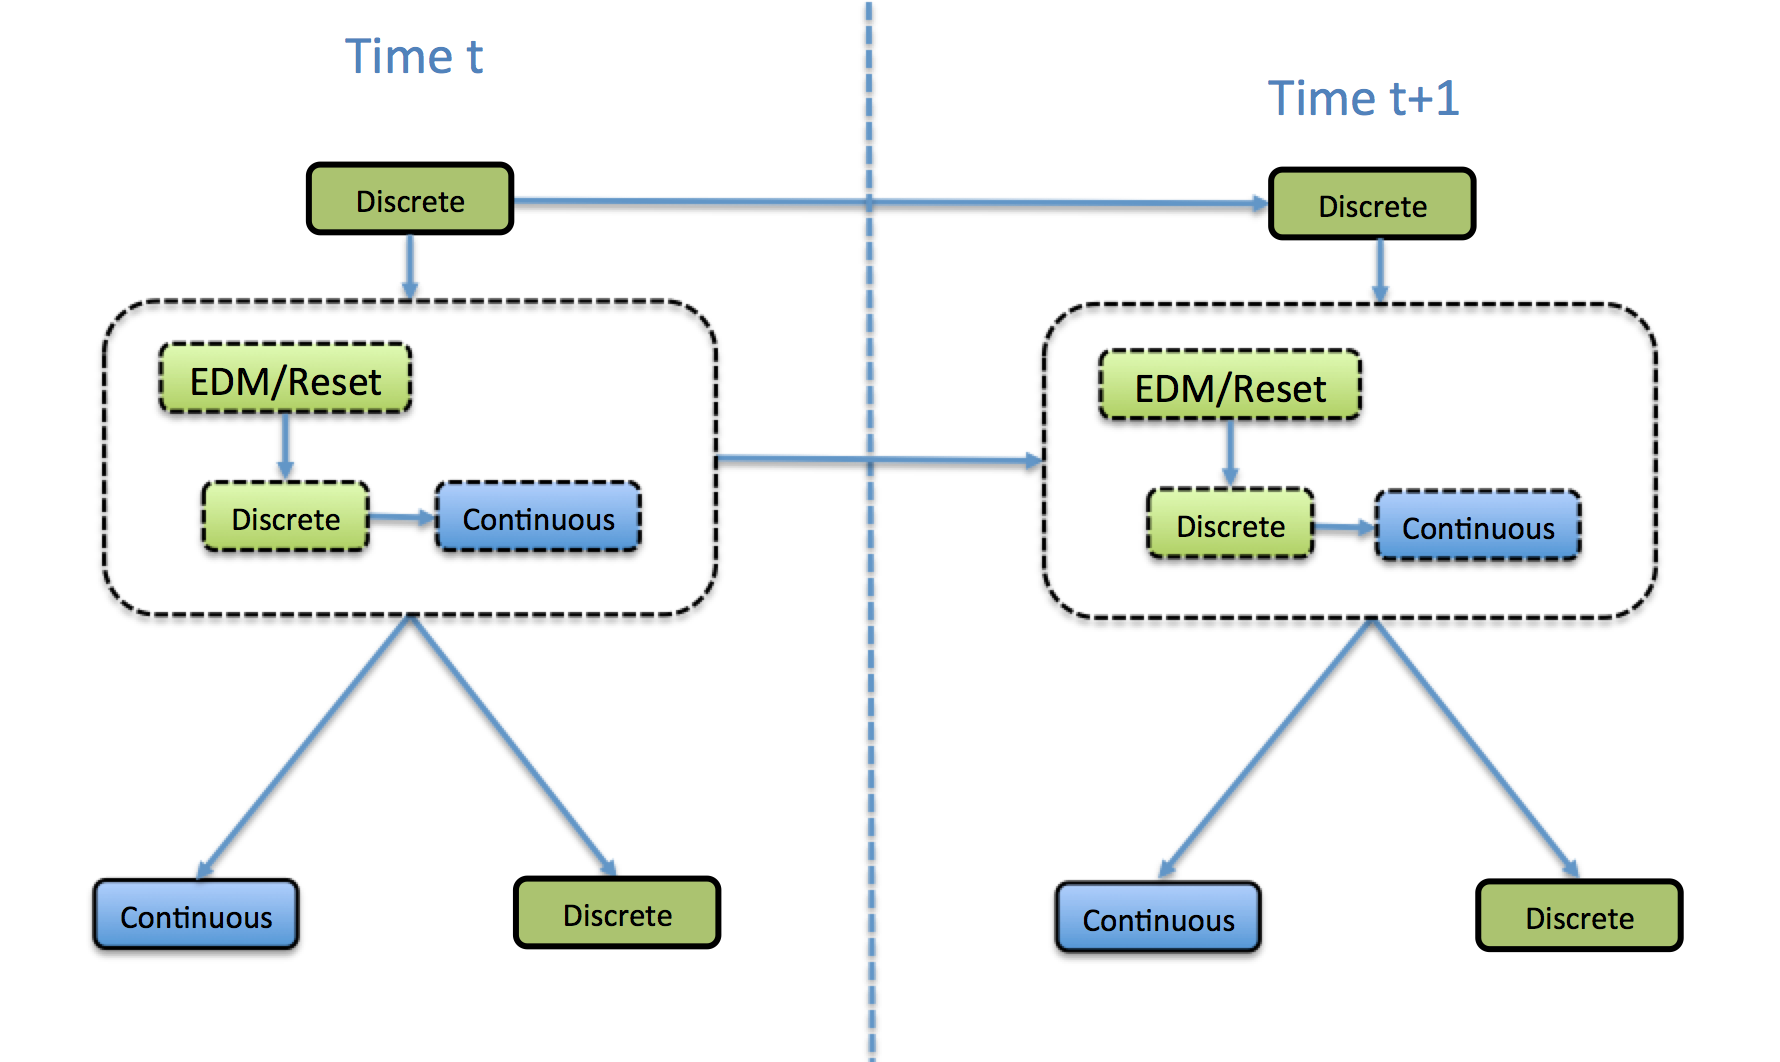 Time t
Time t+1
Discrete
Discrete
EDM/Reset
EDM/Reset
Discrete
Continuous
Discrete
Continuous
Continuous
Discrete
Continuous
Discrete